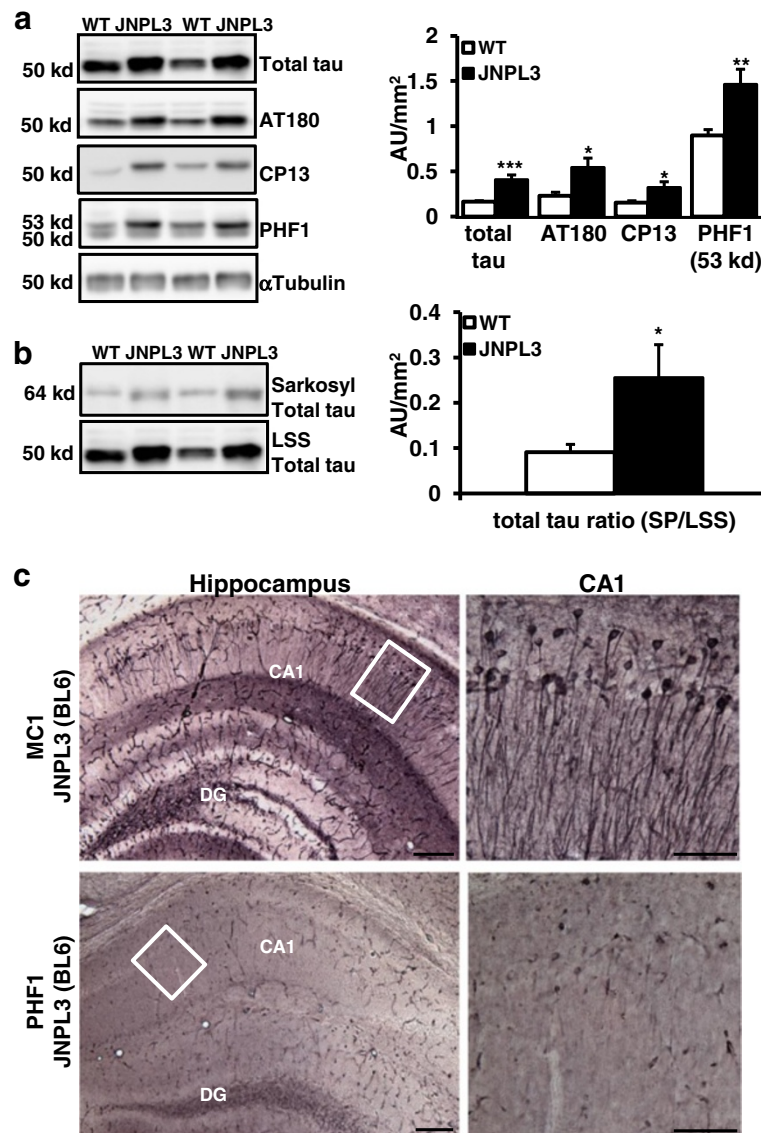 a
WT JNPL3 WT JNPL3
50 kd Total tau
50 kd AT180
50 kd CP13
53 kd
50 kd PHF1
50 kd αTubulin
AU/mm²
2
1.5
1
0.5
0
WT
JNPL3
***
*
*
**
total tau
AT180
CP13
PHF1 (53 kd)
b
WT JNPL3 WT JNPL3
64 kd Sarkosyl
Total tau
50 kd LSS
Total tau
AU/mm²
0.4
0.3
0.2
0.1
0
WT
JNPL3
*
total tau ratio (SP/LSS)
c
Hippocampus CA1
MC1
JNPL3 (BL6)
CA1
DG
PHF1
JNPL3 (BL6)
CA1
DG